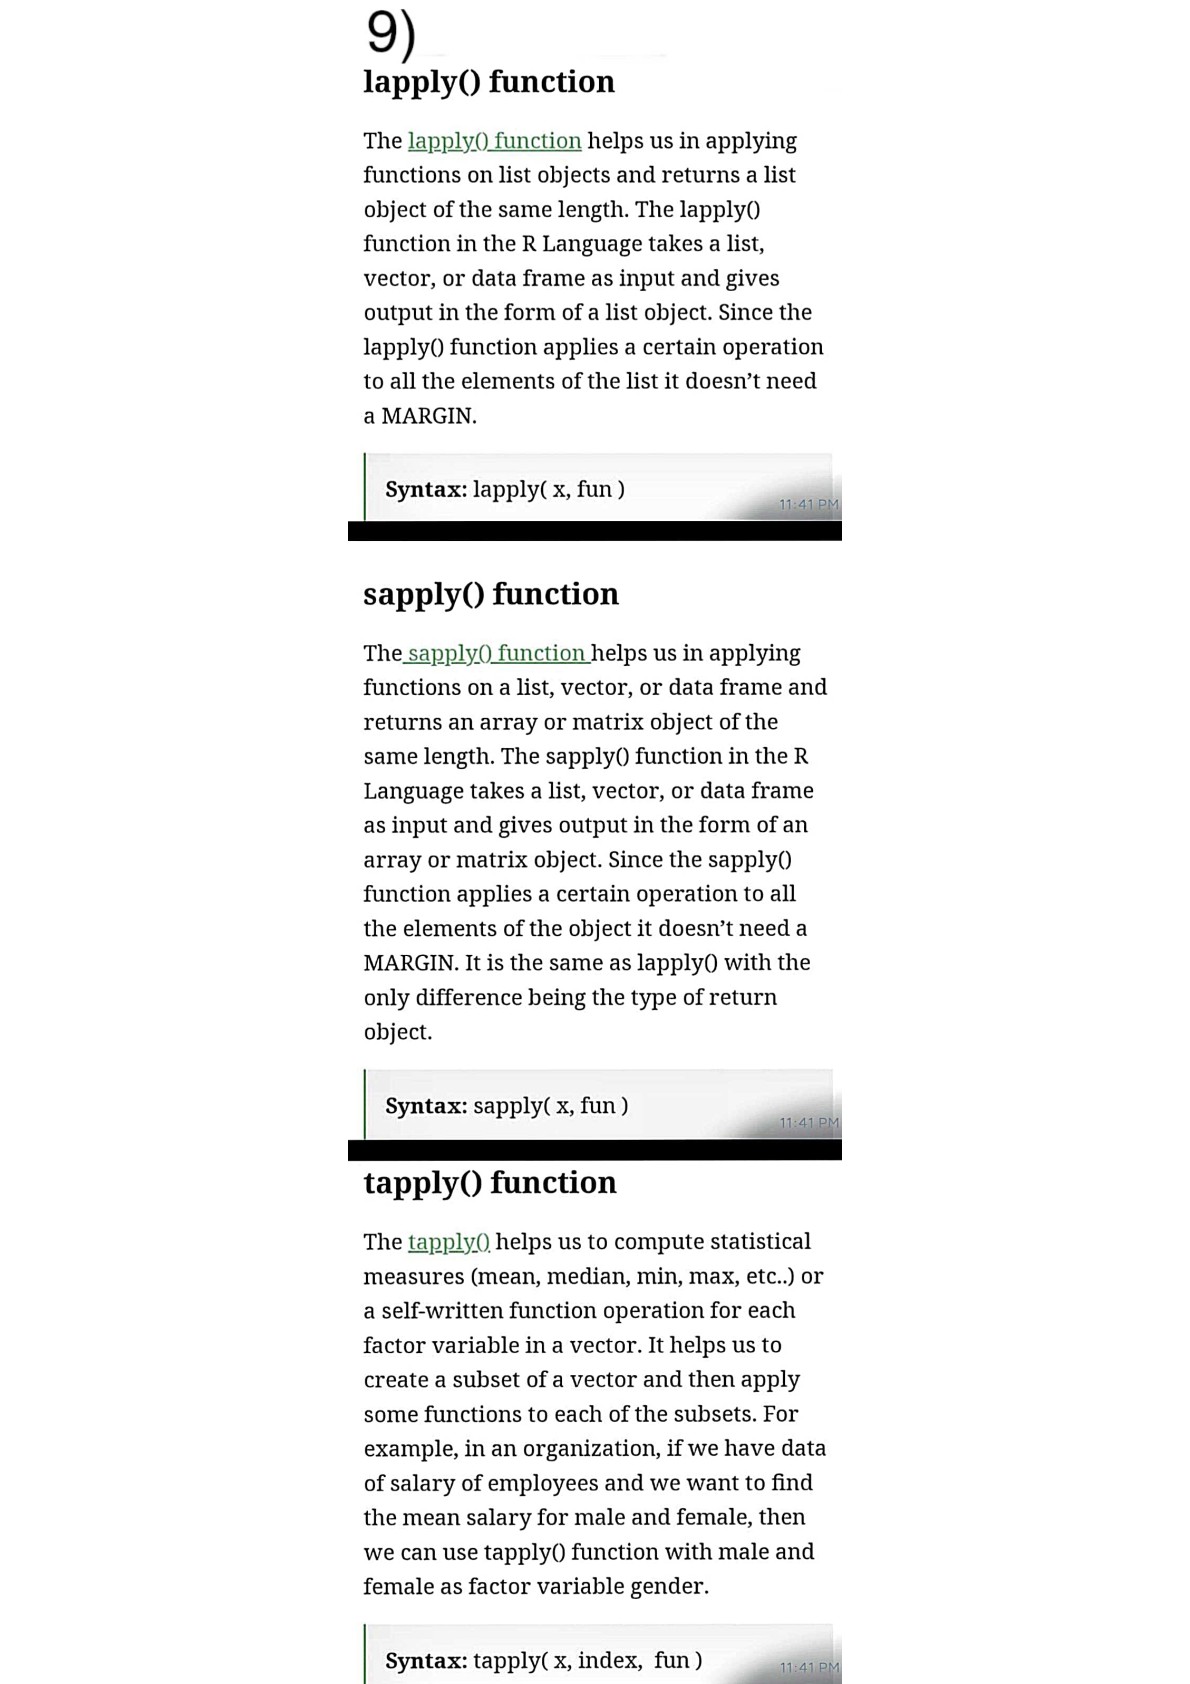 9)
lapply() function
The lapply() function helps us in applying
functions on list objects and returns a list
object of the same length. The lapply()
function in the R Language takes a list,
vector, or data frame as input and gives
output in the form of a list object. Since the
lapply() function applies a certain operation
to all the elements of the list it doesn’t need
a MARGIN.
Syntax: lapply( x, fun )
11:41 PM
sapply() function
The sapply() function helps us in applying
functions on a list, vector, or data frame and
returns an array or matrix object of the
same length. The sapply() function in the R
Language takes a list, vector, or data frame
as input and gives output in the form of an
array or matrix object. Since the sapply()
function applies a certain operation to all
the elements of the object it doesn’t need a
MARGIN. It is the same as lapply() with the
only difference being the type of return
object.
Syntax: sapply( x, fun )
11:41 PM
tapply() function
The tapply() helps us to compute statistical
measures (mean, median, min, max, etc..) or
a self-written function operation for each
factor variable in a vector. It helps us to
create a subset of a vector and then apply
some functions to each of the subsets. For
example, in an organization, if we have data
of salary of employees and we want to find
the mean salary for male and female, then
we can use tapply() function with male and
female as factor variable gender.
Syntax: tapply( x, index,  fun )
11:41 PM